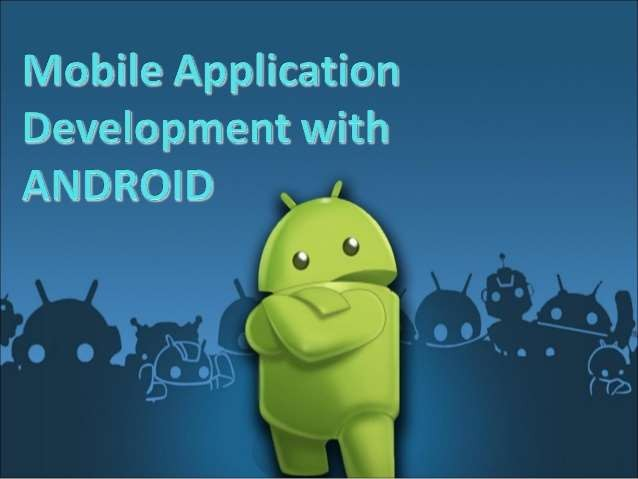 Mobile Application
Development with
ANDROID